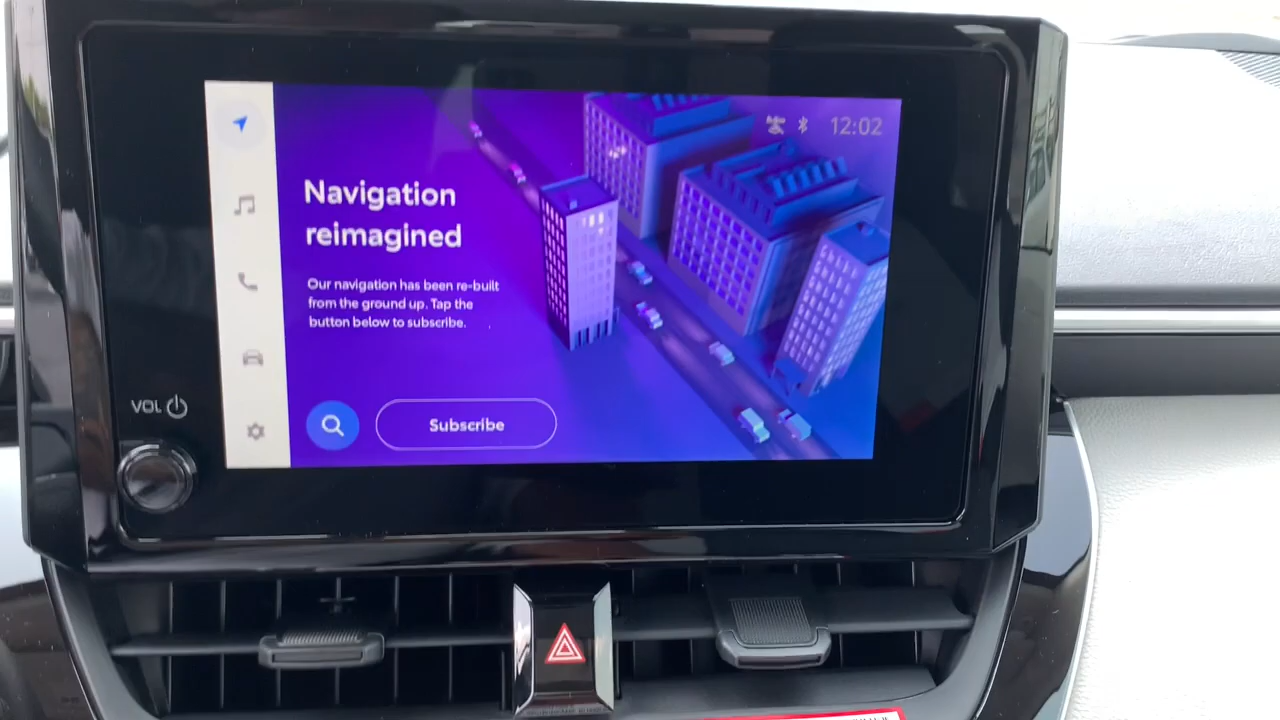 12:02
Navigation
reimagined
Our navigation has been re-built
from the ground up. Tap the
button below to subscribe.
Subscribe
VOL